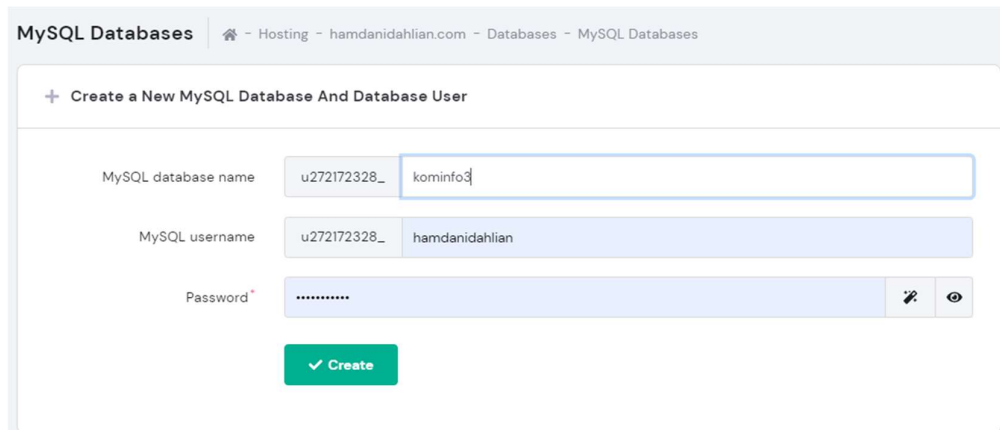 MySQL Databases - Hosting - hamdanidahlian.com - Databases - MySQL Databases
+ Create a New MySQL Database And Database User
MySQL database name u272172328_ kominfo3
MySQL username u272172328_ hamdanidahlian
Password* •••••••••••
Create